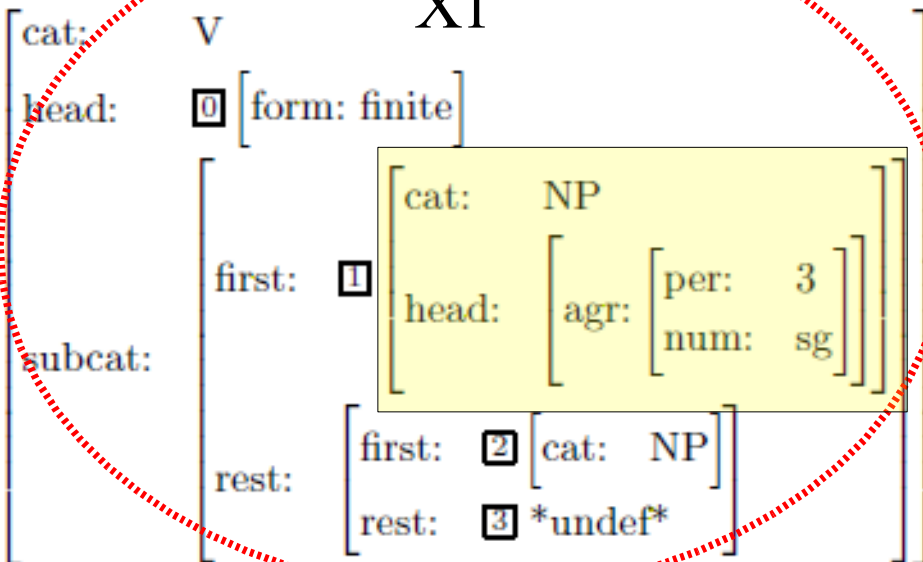 X1
cat: V
head: 0 form: finite
cat: NP
first: 1
per: 3
head: agr:
num: sg
subcat:
first: 2 cat: NP
rest:
rest: 3 *undef*